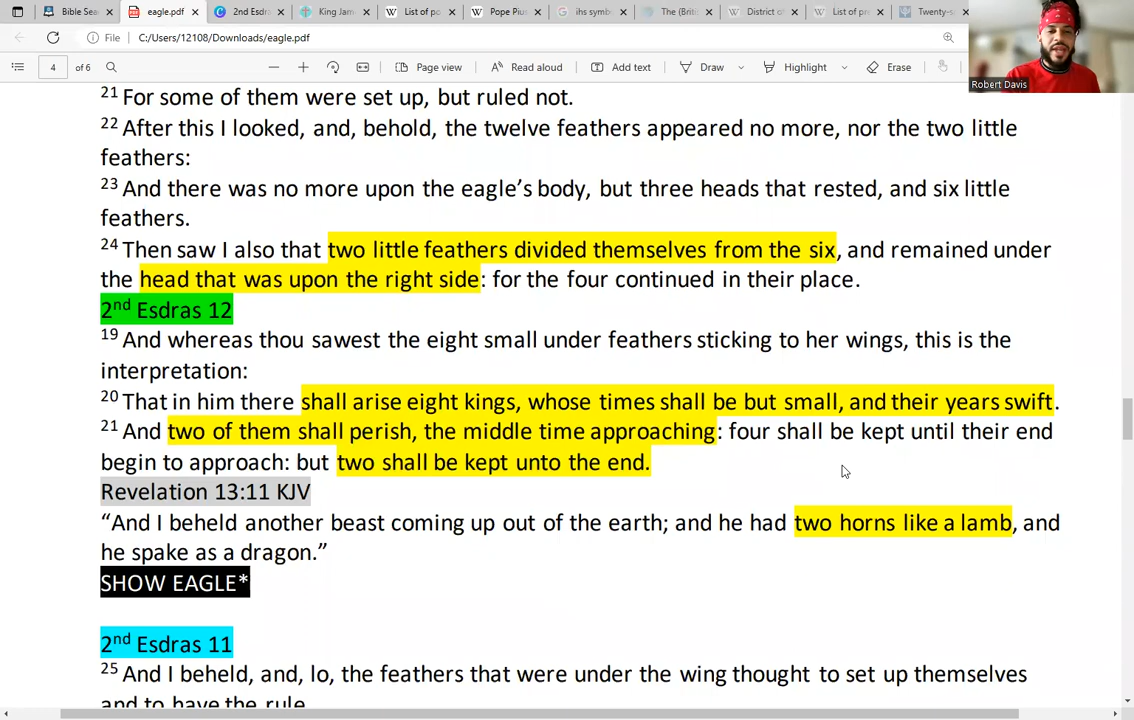 Bible Sea
eagle.pdf
2nd Esdra
King Jam
List of po
Pope Piu
ihs symb
The (Briti
District o
List of pr
Twenty-s
File
C:/Users/12108/Downloads/eagle.pdf
4 of 6
Page view
Read aloud
Add text
Draw
Highlight
Erase
Robert Davis
21 For some of them were set up, but ruled not.
22 After this I looked, and, behold, the twelve feathers appeared no more, nor the two little
feathers:
23 And there was no more upon the eagle’s body, but three heads that rested, and six little
feathers.
24 Then saw I also that two little feathers divided themselves from the six, and remained under
the head that was upon the right side: for the four continued in their place.
2nd Esdras 12
19 And whereas thou sawest the eight small under feathers sticking to her wings, this is the
interpretation:
20 That in him there shall arise eight kings, whose times shall be but small, and their years swift.
21 And two of them shall perish, the middle time approaching: four shall be kept until their end
begin to approach: but two shall be kept unto the end.
Revelation 13:11 KJV
“And I beheld another beast coming up out of the earth; and he had two horns like a lamb, and
he spake as a dragon.”
SHOW EAGLE*
2nd Esdras 11
25 And I beheld, and, lo, the feathers that were under the wing thought to set up themselves
and to have the rule